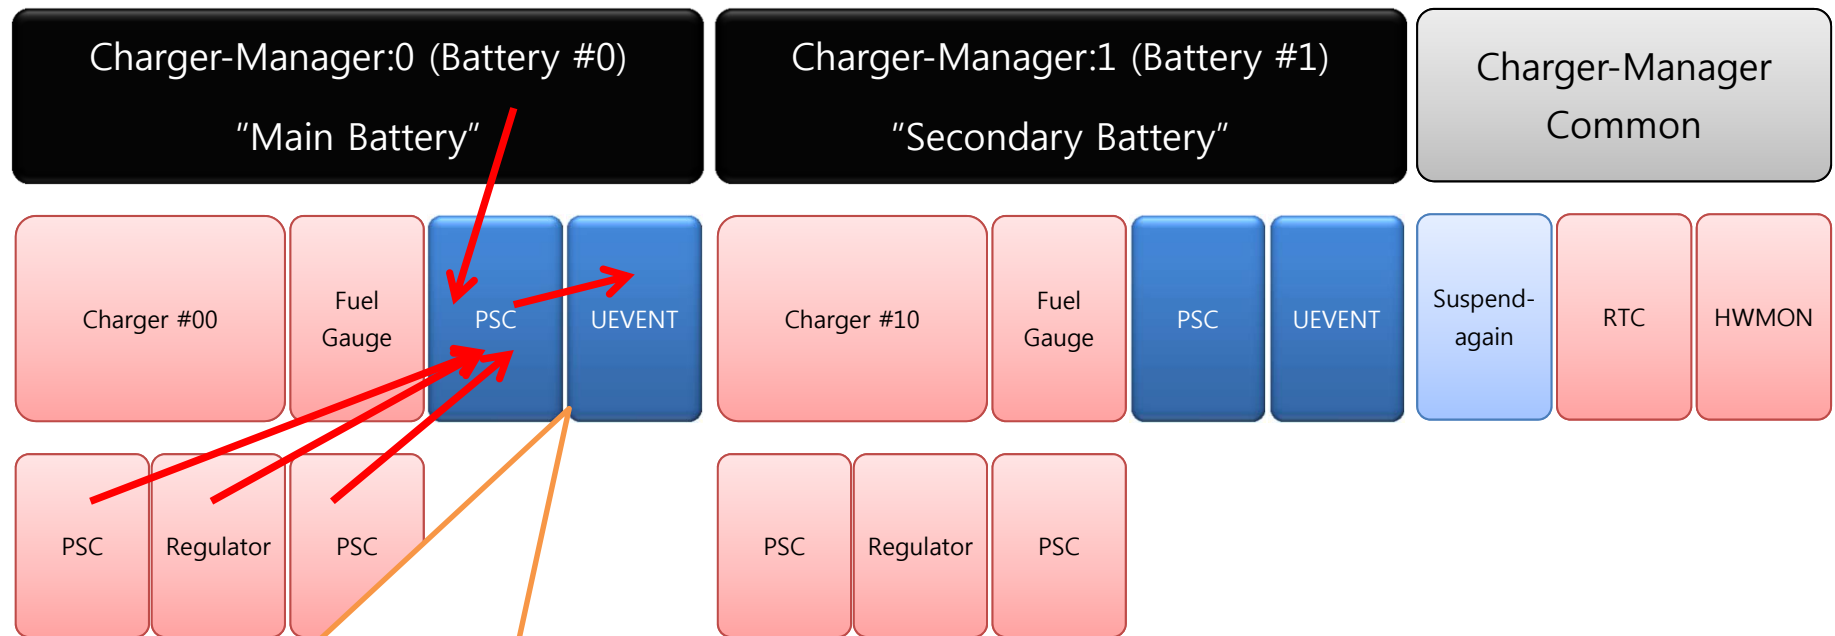 Charger-Manager:0 (Battery #0)
"Main Battery"
Charger-Manager:1 (Battery #1)
"Secondary Battery"
Charger-Manager
Common
Charger #00
Fuel
Gauge
PSC
UEVENT
Charger #10
Fuel
Gauge
PSC
UEVENT
Suspend-
again
RTC
HWMON
PSC
Regulator
PSC
PSC
Regulator
PSC